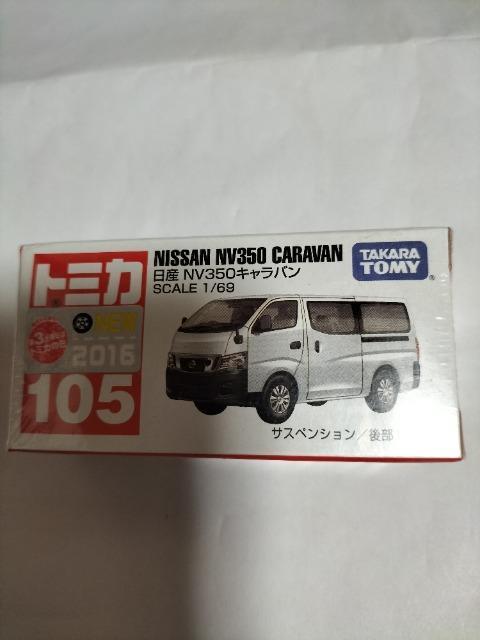 NISSAN NV350 CARAVAN
日産 NV350キャラバン
SCALE 1/69
TAKARA
TOMY
トミカ
NEW
2016
105
サスペンション/後部